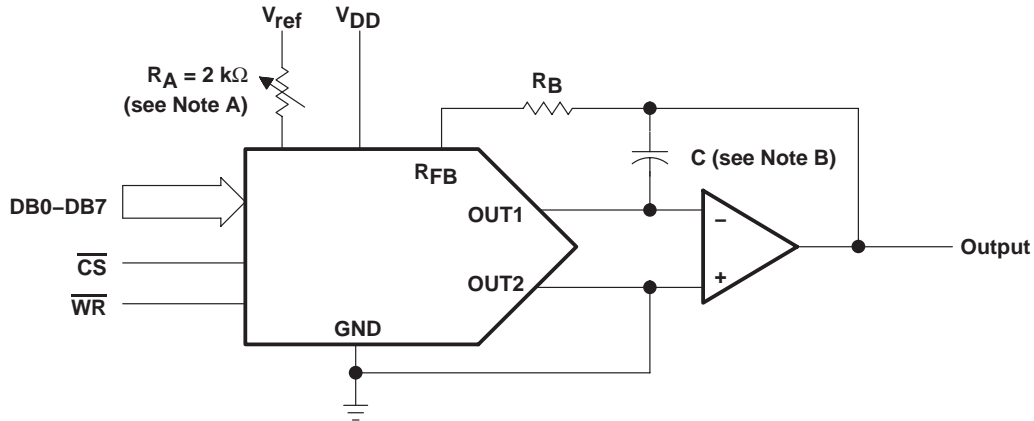 Vref
VDD
RA = 2 kΩ
(see Note A)
RB
C (see Note B)
RFB
DB0–DB7
OUT1
–
Output
CS
OUT2
+
WR
GND